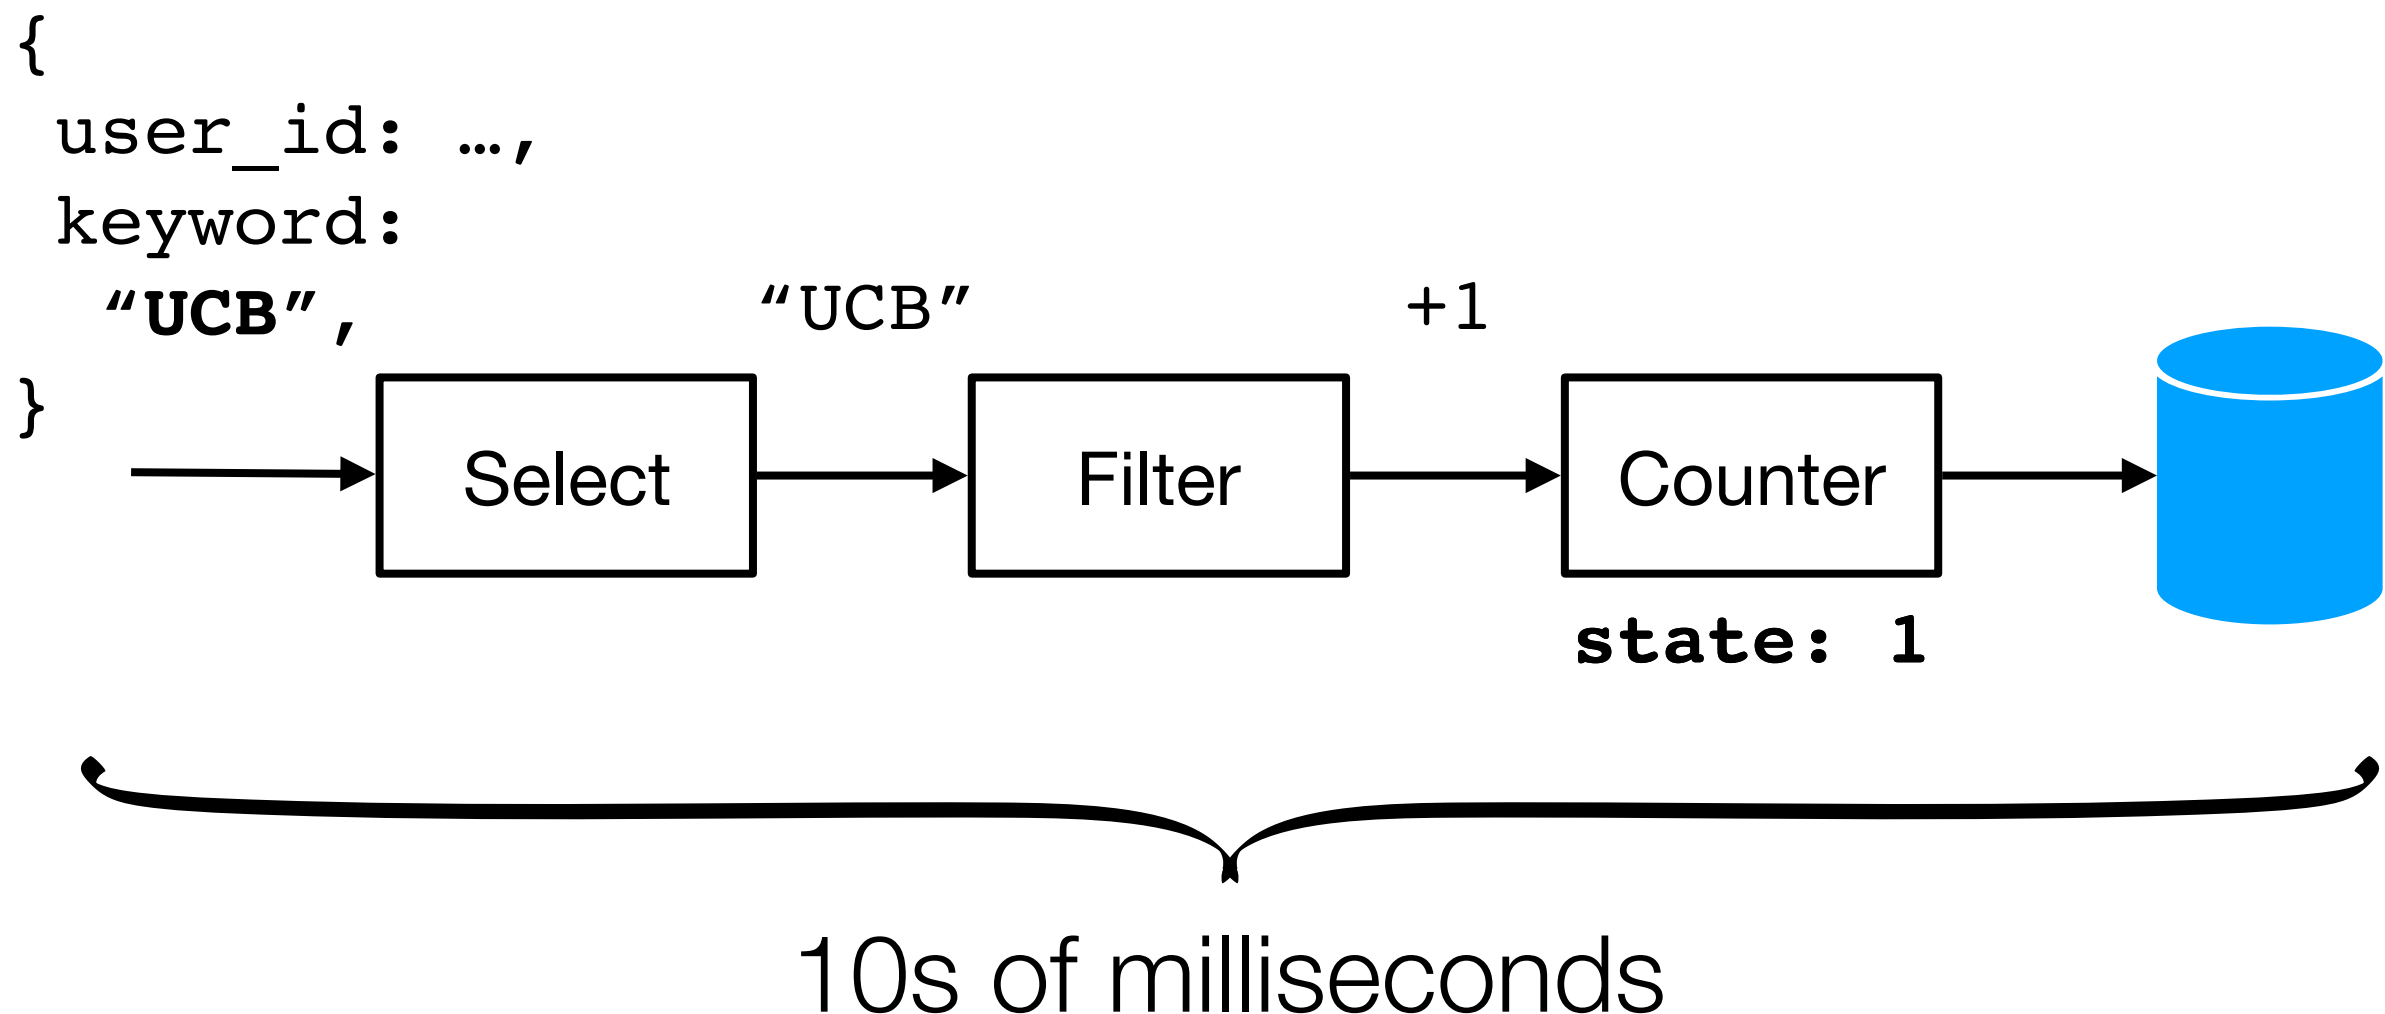 {
user_id: …,
keyword:
“UCB”,
}
“UCB”
+1
Select
Filter
Counter
state: 1
10s of milliseconds